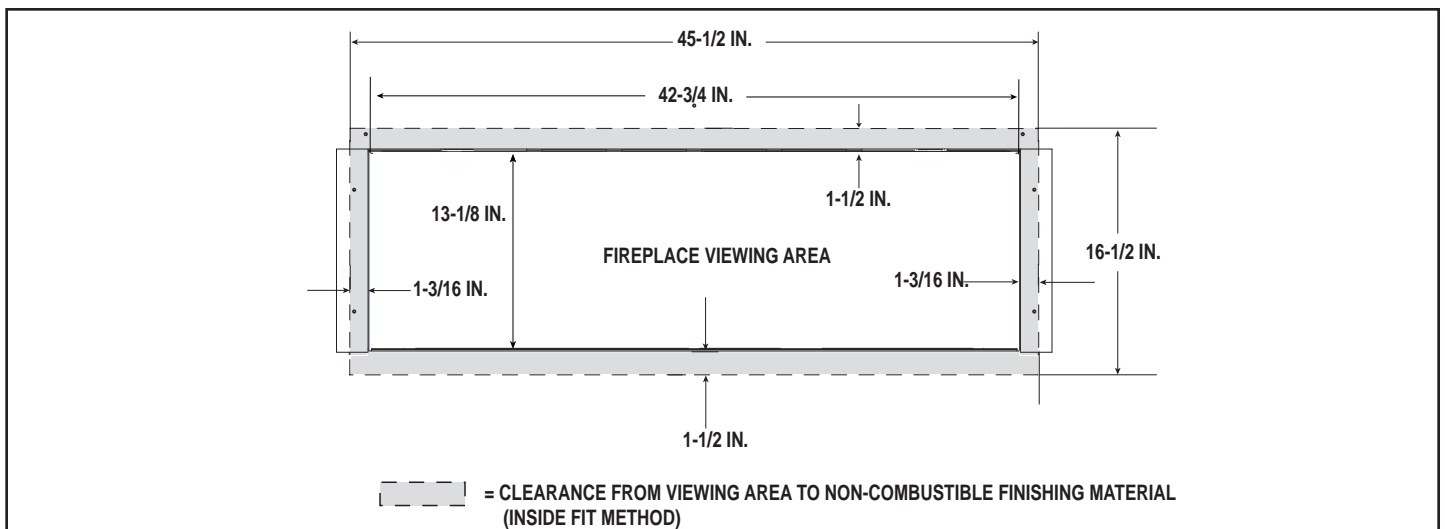 45-1/2 IN.
42-3/4 IN.
1-1/2 IN.
13-1/8 IN.
FIREPLACE VIEWING AREA
16-1/2 IN.
1-3/16 IN.
1-3/16 IN.
1-1/2 IN.
= CLEARANCE FROM VIEWING AREA TO NON-COMBUSTIBLE FINISHING MATERIAL
(INSIDE FIT METHOD)